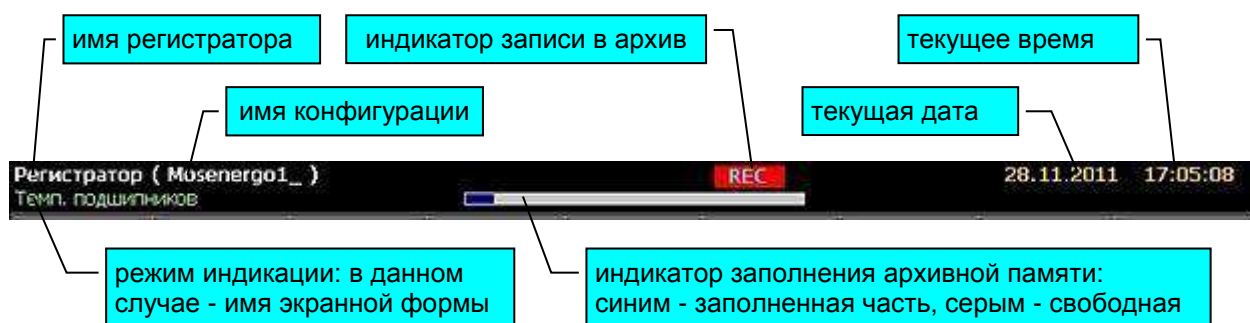 имя регистратора
индикатор записи в архив
текущее время
имя конфигурации
текущая дата
Регистратор ( Mosenergo1_ )
REC
28.11.2011 17:05:08
Темп. подшипников
режим индикации: в данном
случае - имя экранной формы
индикатор заполнения архивной памяти:
синим - заполненная часть, серым - свободная